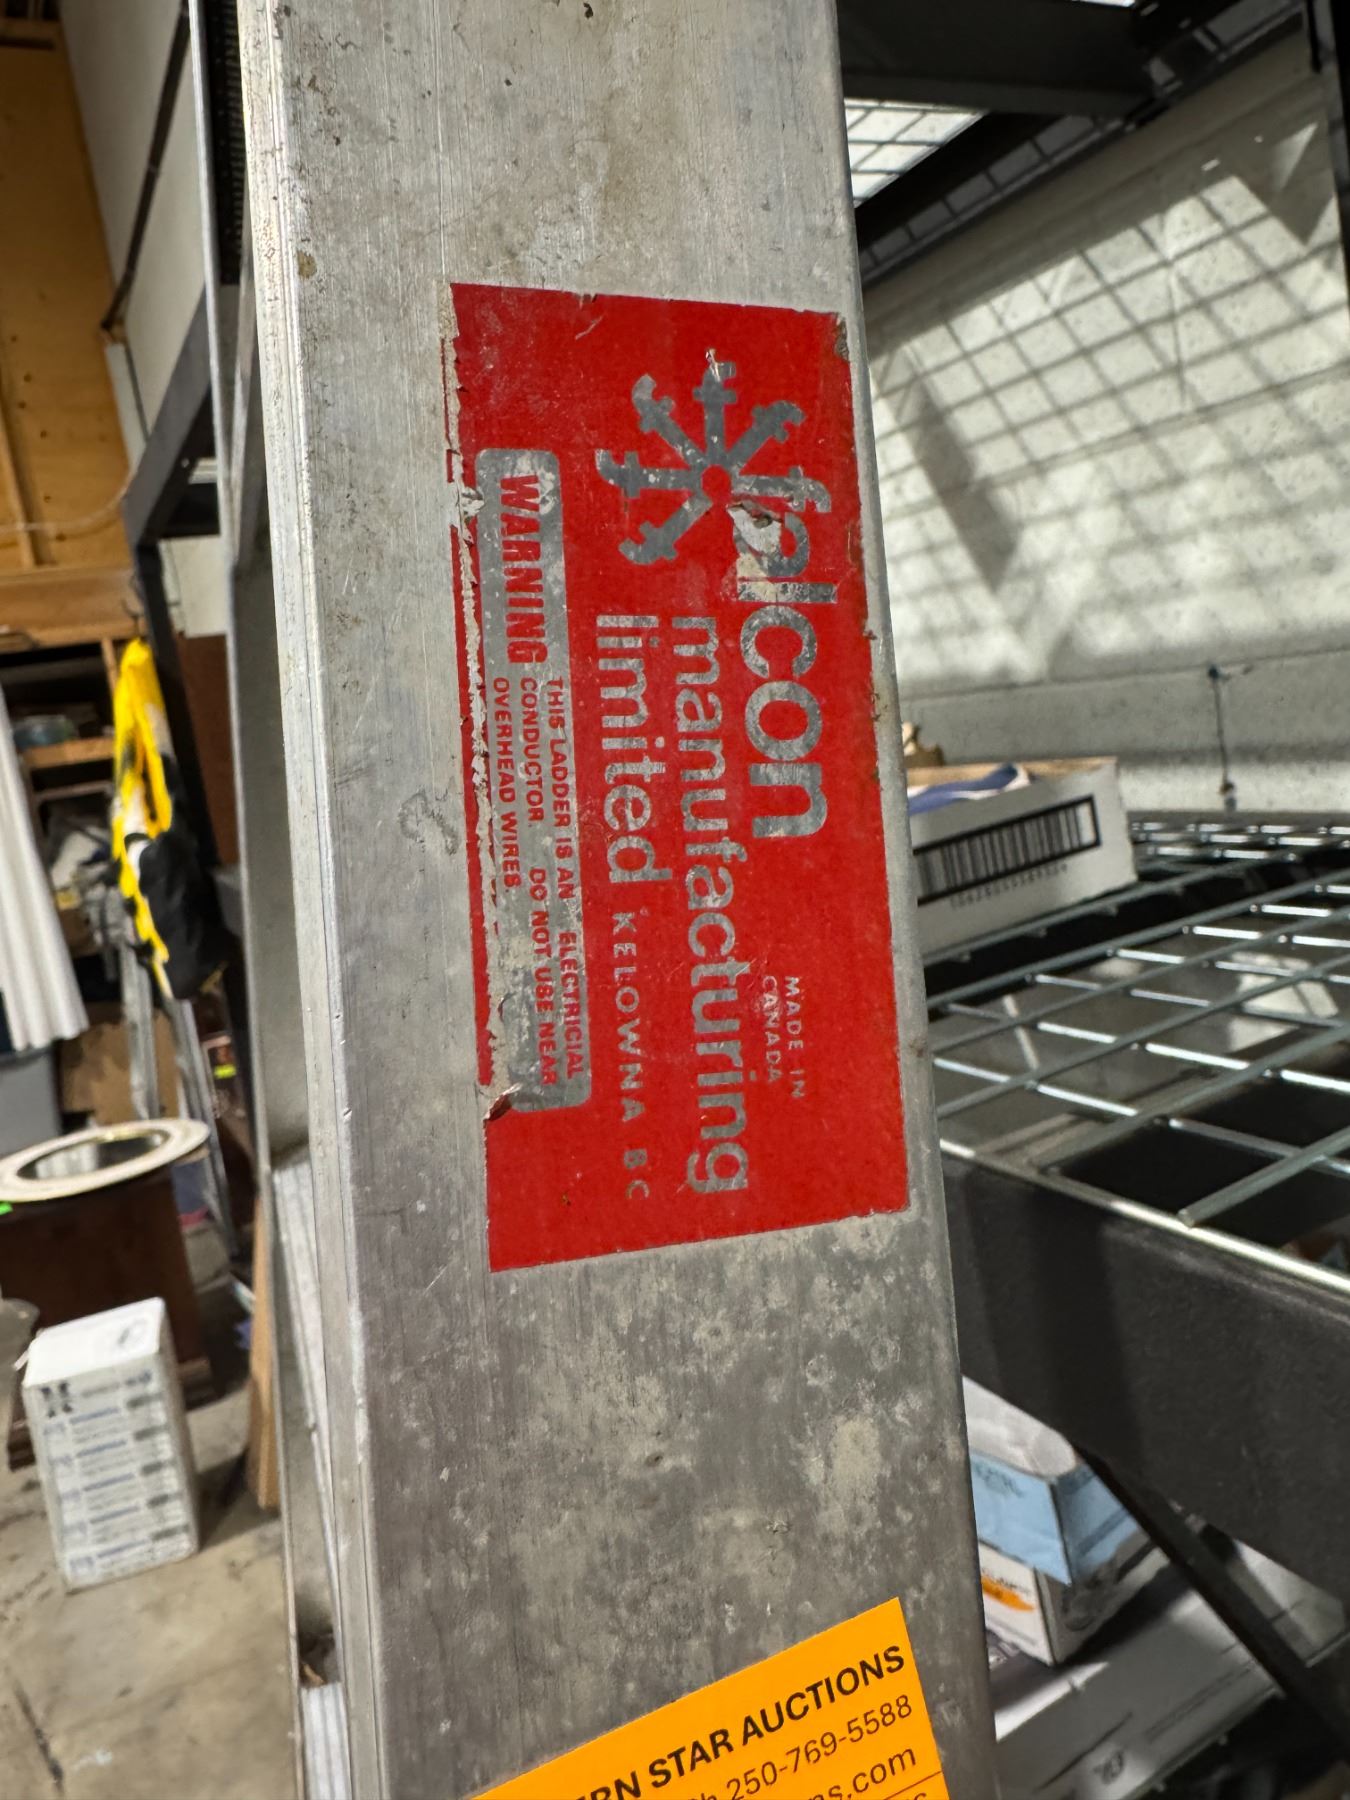 falcon
manufacturing
limited KELOWNA BC
MADE IN
CANADA
WARNING
THIS LADDER IS AN ELECTRICIAL
CONDUCTOR. DO NOT USE NEAR
OVERHEAD WIRES.
RN STAR AUCTIONS
250-769-5588